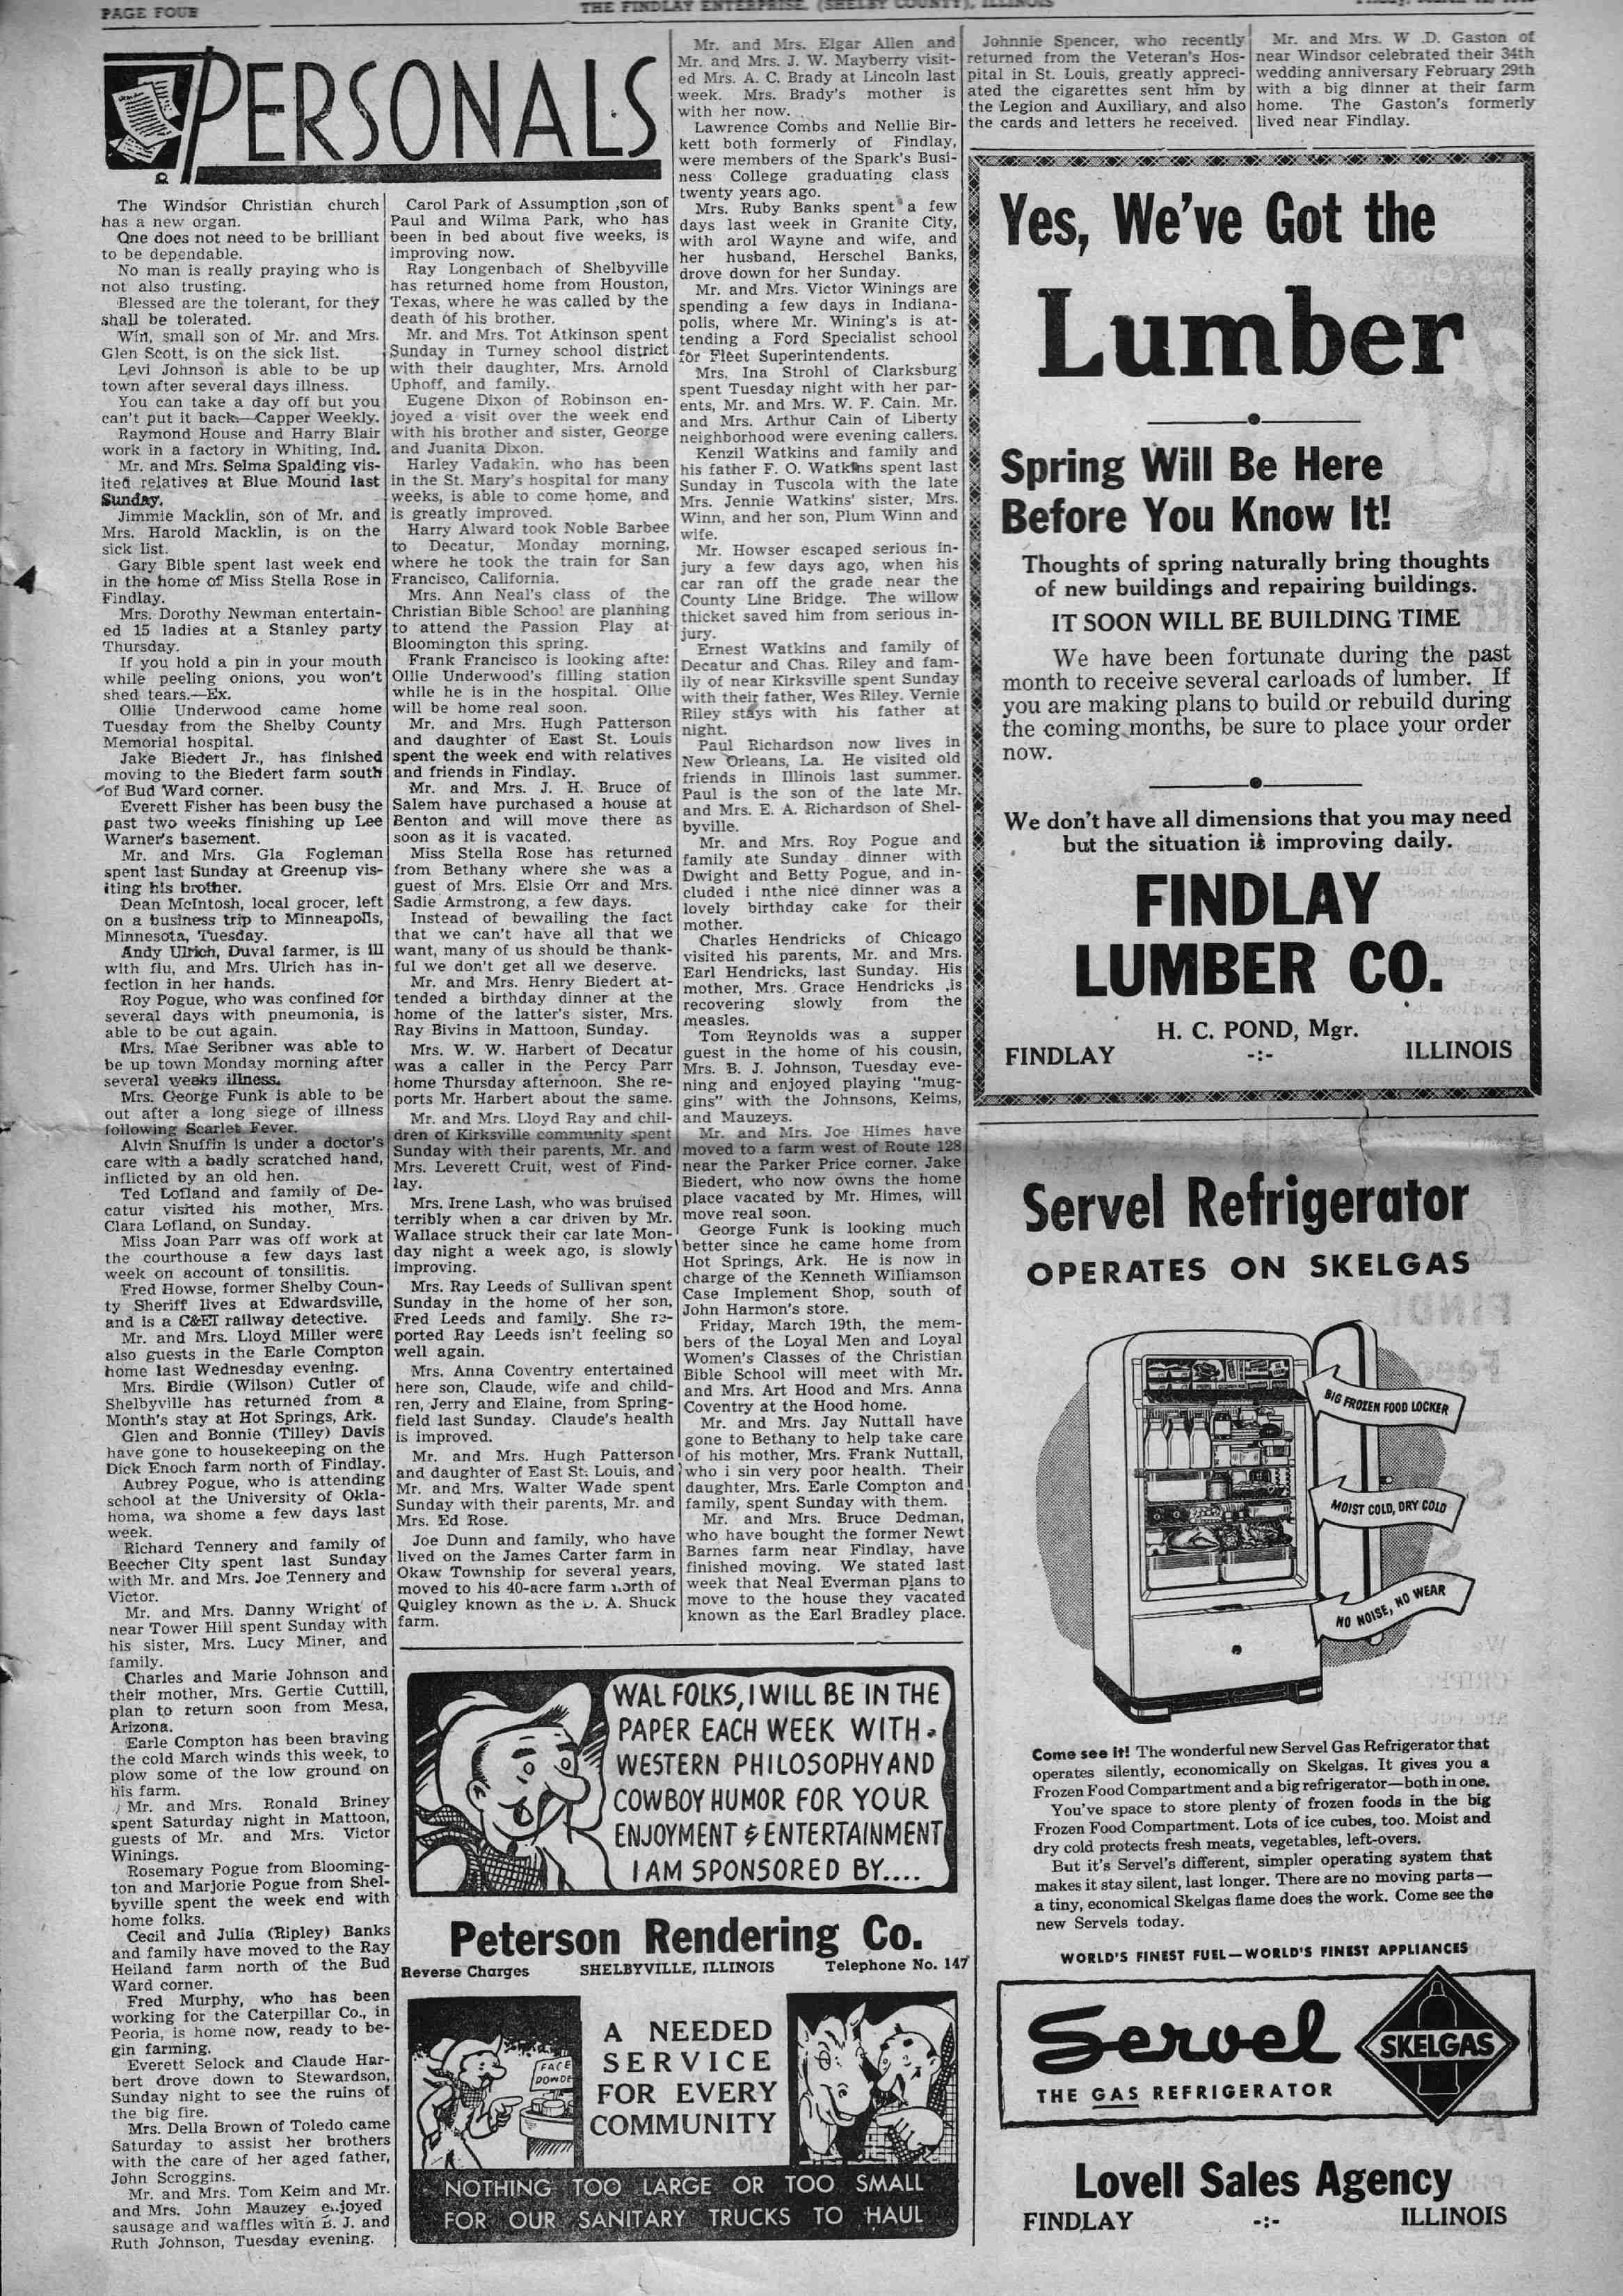 PAGE FOUR
THE FINDLAY ENTERPRISE, (SHELBY COUNTY), ILLINOIS
PERSONALS
The Windsor Christian church
has a new organ.
One does not need to be brilliant
to be dependable.
No man is really praying who is
not also trusting.
Blessed are the tolerant, for they
shall be tolerated.
Win, small son of Mr. and Mrs.
Glen Scott, is on the sick list.
Levi Johnson is able to be up
town after several days illness.
You can take a day off but you
can't put it back.—Capper Weekly.
Raymond House and Harry Blair
work in a factory in Whiting, Ind.
Mr. and Mrs. Selma Spalding vis-
ited relatives at Blue Mound last
Sunday.
Jimmie Macklin, son of Mr. and
Mrs. Harold Macklin, is on the
sick list.
Gary Bible spent last week end
in the home of Miss Stella Rose in
Findlay.
Mrs. Dorothy Newman entertain-
ed 15 ladies at a Stanley party
Thursday.
If you hold a pin in your mouth
while peeling onions, you won't
shed tears.—Ex.
Ollie Underwood came home
Tuesday from the Shelby County
Memorial hospital.
Jake Biedert Jr., has finished
moving to the Biedert farm south
of Bud Ward corner.
Everett Fisher has been busy the
past two weeks finishing up Lee
Warner's basement.
Mr. and Mrs. Gla Fogleman
spent last Sunday at Greenup vis-
iting his brother.
Dean McIntosh, local grocer, left
on a business trip to Minneapolis,
Minnesota, Tuesday.
Andy Ulrich, Duval farmer, is ill
with flu, and Mrs. Ulrich has in-
fection in her hands.
Roy Pogue, who was confined for
several days with pneumonia, is
able to be out again.
Mrs. Mae Seribner was able to
be up town Monday morning after
several weeks illness.
Mrs. George Funk is able to be
out after a long siege of illness
following Scarlet Fever.
Alvin Snuffin is under a doctor's
care with a badly scratched hand,
inflicted by an old hen.
Ted Lofland and family of De-
catur visited his mother, Mrs.
Clara Lofland, on Sunday.
Miss Joan Parr was off work at
the courthouse a few days last
week on account of tonsilitis.
Fred Howse, former Shelby Coun-
ty Sheriff lives at Edwardsville,
and is a C&EI railway detective.
Mr. and Mrs. Lloyd Miller were
also guests in the Earle Compton
home last Wednesday evening.
Mrs. Birdie (Wilson) Cutler of
Shelbyville has returned from a
Month's stay at Hot Springs, Ark.
Glen and Bonnie (Tilley) Davis
have gone to housekeeping on the
Dick Enoch farm north of Findlay.
Aubrey Pogue, who is attending
school at the University of Okla-
homa, wa shome a few days last
week.
Richard Tennery and family of
Beecher City spent last Sunday
with Mr. and Mrs. Joe Tennery and
Victor.
Mr. and Mrs. Danny Wright of
near Tower Hill spent Sunday with
his sister, Mrs. Lucy Miner, and
family.
Charles and Marie Johnson and
their mother, Mrs. Gertie Cuttill,
plan to return soon from Mesa,
Arizona.
Earle Compton has been braving
the cold March winds this week, to
plow some of the low ground on
his farm.
Mr. and Mrs. Ronald Briney
spent Saturday night in Mattoon,
guests of Mr. and Mrs. Victor
Winings.
Rosemary Pogue from Blooming-
ton and Marjorie Pogue from Shel-
byville spent the week end with
home folks.
Cecil and Julia (Ripley) Banks
and family have moved to the Ray
Heiland farm north of the Bud
Ward corner.
Fred Murphy, who has been
working for the Caterpillar Co., in
Peoria, is home now, ready to be-
gin farming.
Everett Selock and Claude Har-
bert drove down to Stewardson,
Sunday night to see the ruins of
the big fire.
Mrs. Della Brown of Toledo came
Saturday to assist her brothers
with the care of her aged father,
John Scroggins.
Mr. and Mrs. Tom Keim and Mr.
and Mrs. John Mauzey enjoyed
sausage and waffles with B. J. and
Ruth Johnson, Tuesday evening.
Carol Park of Assumption ,son of
Paul and Wilma Park, who has
been in bed about five weeks, is
improving now.
Ray Longenbach of Shelbyville
has returned home from Houston,
Texas, where he was called by the
death of his brother.
Mr. and Mrs. Tot Atkinson spent
Sunday in Turney school district
with their daughter, Mrs. Arnold
Uphoff, and family.
Eugene Dixon of Robinson en-
joyed a visit over the week end
with his brother and sister, George
and Juanita Dixon.
Harley Vadakin, who has been
in the St. Mary's hospital for many
weeks, is able to come home, and
is greatly improved.
Harry Alward took Noble Barbee
to Decatur, Monday morning,
where he took the train for San
Francisco, California.
Mrs. Ann Neal's class of the
Christian Bible School are planning
to attend the Passion Play at
Bloomington this spring.
Frank Francisco is looking after
Ollie Underwood's filling station
while he is in the hospital. Ollie
will be home real soon.
Mr. and Mrs. Hugh Patterson
and daughter of East St. Louis
spent the week end with relatives
and friends in Findlay.
Mr. and Mrs. J. H. Bruce of
Salem have purchased a house at
Benton and will move there as
soon as it is vacated.
Miss Stella Rose has returned
from Bethany where she was a
guest of Mrs. Elsie Orr and Mrs.
Sadie Armstrong, a few days.
Instead of bewailing the fact
that we can't have all that we
want, many of us should be thank-
ful we don't get all we deserve.
Mr. and Mrs. Henry Biedert at-
tended a birthday dinner at the
home of the latter's sister, Mrs.
Ray Bivins in Mattoon, Sunday.
Mrs. W. W. Harbert of Decatur
was a caller in the Percy Parr
home Thursday afternoon. She re-
ports Mr. Harbert about the same.
Mr. and Mrs. Lloyd Ray and chil-
dren of Kirksville community spent
Sunday with their parents, Mr. and
Mrs. Leverett Cruit, west of Find-
lay.
Mrs. Irene Lash, who was bruised
terribly when a car driven by Mr.
Wallace struck their car late Mon-
day night a week ago, is slowly
improving.
Mrs. Ray Leeds of Sullivan spent
Sunday in the home of her son,
Fred Leeds and family. She re-
ported Ray Leeds isn't feeling so
well again.
Mrs. Anna Coventry entertained
here son, Claude, wife and child-
ren, Jerry and Elaine, from Spring-
field last Sunday. Claude's health
is improved.
Mr. and Mrs. Hugh Patterson
and daughter of East St. Louis, and
Mr. and Mrs. Walter Wade spent
Sunday with their parents, Mr. and
Mrs. Ed Rose.
Joe Dunn and family, who have
lived on the James Carter farm in
Okaw Township for several years,
moved to his 40-acre farm north of
Quigley known as the D. A. Shuck
farm.
Mr. and Mrs. Elgar Allen and
Mr. and Mrs. J. W. Mayberry visit-
ed Mrs. A. C. Brady at Lincoln last
week. Mrs. Brady's mother is
with her now.
Lawrence Combs and Nellie Bir-
kett both formerly of Findlay,
were members of the Spark's Busi-
ness College graduating class
twenty years ago.
Mrs. Ruby Banks spent a few
days last week in Granite City,
with arol Wayne and wife, and
her husband, Herschel Banks,
drove down for her Sunday.
Mr. and Mrs. Victor Winings are
spending a few days in Indiana-
polis, where Mr. Wining's is at-
tending a Ford Specialist school
for Fleet Superintendents.
Mrs. Ina Strohl of Clarksburg
spent Tuesday night with her par-
ents, Mr. and Mrs. W. F. Cain. Mr.
and Mrs. Arthur Cain of Liberty
neighborhood were evening callers.
Kenzil Watkins and family and
his father F. O. Watkins spent last
Sunday in Tuscola with the late
Mrs. Jennie Watkins' sister, Mrs.
Winn, and her son, Plum Winn and
wife.
Mr. Howser escaped serious in-
jury a few days ago, when his
car ran off the grade near the
County Line Bridge. The willow
thicket saved him from serious in-
jury.
Ernest Watkins and family of
Decatur and Chas. Riley and fam-
ily of near Kirksville spent Sunday
with their father, Wes Riley. Vernie
Riley stays with his father at
night.
Paul Richardson now lives in
New Orleans, La. He visited old
friends in Illinois last summer.
Paul is the son of the late Mr.
and Mrs. E. A. Richardson of Shel-
byville.
Mr. and Mrs. Roy Pogue and
family ate Sunday dinner with
Dwight and Betty Pogue, and in-
cluded i nthe nice dinner was a
lovely birthday cake for their
mother.
Charles Hendricks of Chicago
visited his parents, Mr. and Mrs.
Earl Hendricks, last Sunday. His
mother, Mrs. Grace Hendricks ,is
recovering slowly from the
measles.
Tom Reynolds was a supper
guest in the home of his cousin,
Mrs. B. J. Johnson, Tuesday eve-
ning and enjoyed playing "mug-
gins" with the Johnsons, Keims,
and Mauzeys.
Mr. and Mrs. Joe Himes have
moved to a farm west of Route 128
near the Parker Price corner. Jake
Biedert, who now owns the home
place vacated by Mr. Himes, will
move real soon.
George Funk is looking much
better since he came home from
Hot Springs, Ark. He is now in
charge of the Kenneth Williamson
Case Implement Shop, south of
John Harmon's store.
Friday, March 19th, the mem-
bers of the Loyal Men and Loyal
Women's Classes of the Christian
Bible School will meet with Mr.
and Mrs. Art Hood and Mrs. Anna
Coventry at the Hood home.
Mr. and Mrs. Jay Nuttall have
gone to Bethany to help take care
of his mother, Mrs. Frank Nuttall,
who i sin very poor health. Their
daughter, Mrs. Earle Compton and
family, spent Sunday with them.
Mr. and Mrs. Bruce Dedman,
who have bought the former Newt
Barnes farm near Findlay, have
finished moving. We stated last
week that Neal Everman plans to
move to the house they vacated
known as the Earl Bradley place.
Johnnie Spencer, who recently
returned from the Veteran's Hos-
pital in St. Louis, greatly appreci-
ated the cigarettes sent him by
the Legion and Auxiliary, and also
the cards and letters he received.
Mr. and Mrs. W .D. Gaston of
near Windsor celebrated their 34th
wedding anniversary February 29th
with a big dinner at their farm
home. The Gaston's formerly
lived near Findlay.
WAL FOLKS, I WILL BE IN THE
PAPER EACH WEEK WITH
WESTERN PHILOSOPHY AND
COWBOY HUMOR FOR YOUR
ENJOYMENT & ENTERTAINMENT
I AM SPONSORED BY....
Peterson Rendering Co.
Reverse Charges SHELBYVILLE, ILLINOIS Telephone No. 147
FACE
POWDE
A NEEDED
SERVICE
FOR EVERY
COMMUNITY
NOTHING TOO LARGE OR TOO SMALL
FOR OUR SANITARY TRUCKS TO HAUL
Yes, We've Got the
Lumber
Spring Will Be Here
Before You Know It!
Thoughts of spring naturally bring thoughts
of new buildings and repairing buildings.
IT SOON WILL BE BUILDING TIME
We have been fortunate during the past
month to receive several carloads of lumber. If
you are making plans to build or rebuild during
the coming months, be sure to place your order
now.
We don't have all dimensions that you may need
but the situation is improving daily.
FINDLAY
LUMBER CO.
H. C. POND, Mgr.
FINDLAY -:- ILLINOIS
Servel Refrigerator
OPERATES ON SKELGAS
BIG FROZEN FOOD LOCKER
MOIST COLD, DRY COLD
NO NOISE, NO WEAR
Come see it! The wonderful new Servel Gas Refrigerator that
operates silently, economically on Skelgas. It gives you a
Frozen Food Compartment and a big refrigerator—both in one.
You've space to store plenty of frozen foods in the big
Frozen Food Compartment. Lots of ice cubes, too. Moist and
dry cold protects fresh meats, vegetables, left-overs.
But it's Servel's different, simpler operating system that
makes it stay silent, last longer. There are no moving parts—
a tiny, economical Skelgas flame does the work. Come see the
new Servels today.
WORLD'S FINEST FUEL—WORLD'S FINEST APPLIANCES
Servel
THE GAS REFRIGERATOR
SKELGAS
Lovell Sales Agency
FINDLAY -:- ILLINOIS